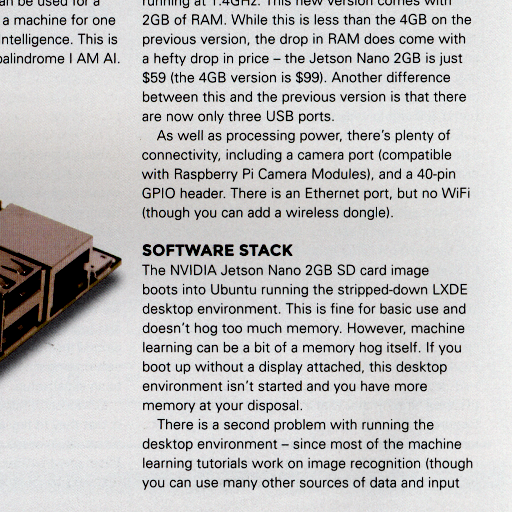 an be used for a
a machine for one
ntelligence. This is
palindrome I AM AI.
running at 1.4GHz. This new version comes with
2GB of RAM. While this is less than the 4GB on the
previous version, the drop in RAM does come with
a hefty drop in price – the Jetson Nano 2GB is just
$59 (the 4GB version is $99). Another difference
between this and the previous version is that there
are now only three USB ports.
As well as processing power, there's plenty of
connectivity, including a camera port (compatible
with Raspberry Pi Camera Modules), and a 40-pin
GPIO header. There is an Ethernet port, but no WiFi
(though you can add a wireless dongle).
SOFTWARE STACK
The NVIDIA Jetson Nano 2GB SD card image
boots into Ubuntu running the stripped-down LXDE
desktop environment. This is fine for basic use and
doesn't hog too much memory. However, machine
learning can be a bit of a memory hog itself. If you
boot up without a display attached, this desktop
environment isn't started and you have more
memory at your disposal.
There is a second problem with running the
desktop environment – since most of the machine
learning tutorials work on image recognition (though
you can use many other sources of data and input